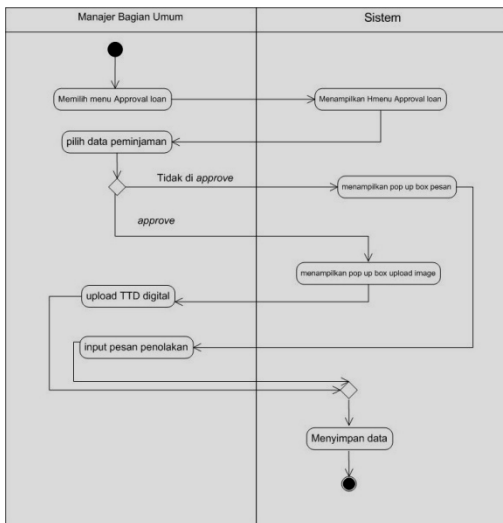 Manajer Bagian Umum
Sistem
Memilih menu Approval loan
Menampilkan Hmenu Approval loan
pilih data peminjaman
Tidak di approve
menampilkan pop up box pesan
approve
menampilkan pop up box upload image
upload TTD digital
input pesan penolakan
Menyimpan data